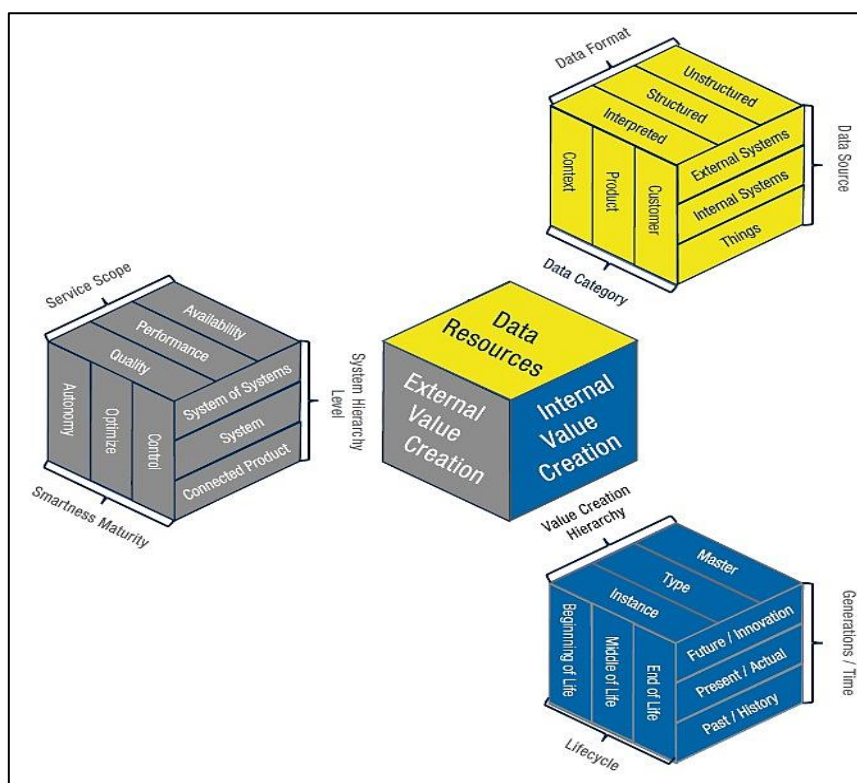 Data Format
Unstructured
Structured
Interpreted
External Systems
Internal Systems
Things
Data Source
Context
Product
Customer
Data Category
Service Scope
Availability
Performance
Quality
System of Systems
System
Connected Product
System Hierarchy
Level
Autonomy
Optimize
Control
Smartness Maturity
Data
Resources
External
Value
Creation
Internal
Value
Creation
Value Creation
Hierarchy
Master
Type
Instance
Future / Innovation
Present / Actual
Past / History
Generations / Time
Beginnning of Life
Middle of Life
End of Life
Lifecycle